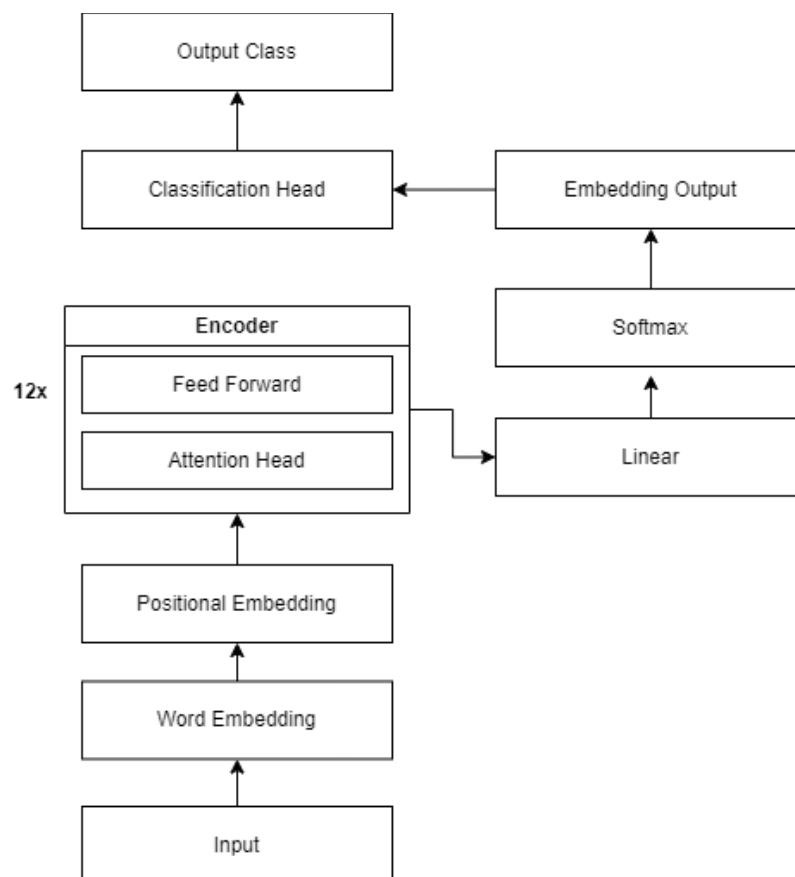 Output Class
Classification Head
Embedding Output
Encoder
Softmax
12x
Feed Forward
Attention Head
Linear
Positional Embedding
Word Embedding
Input